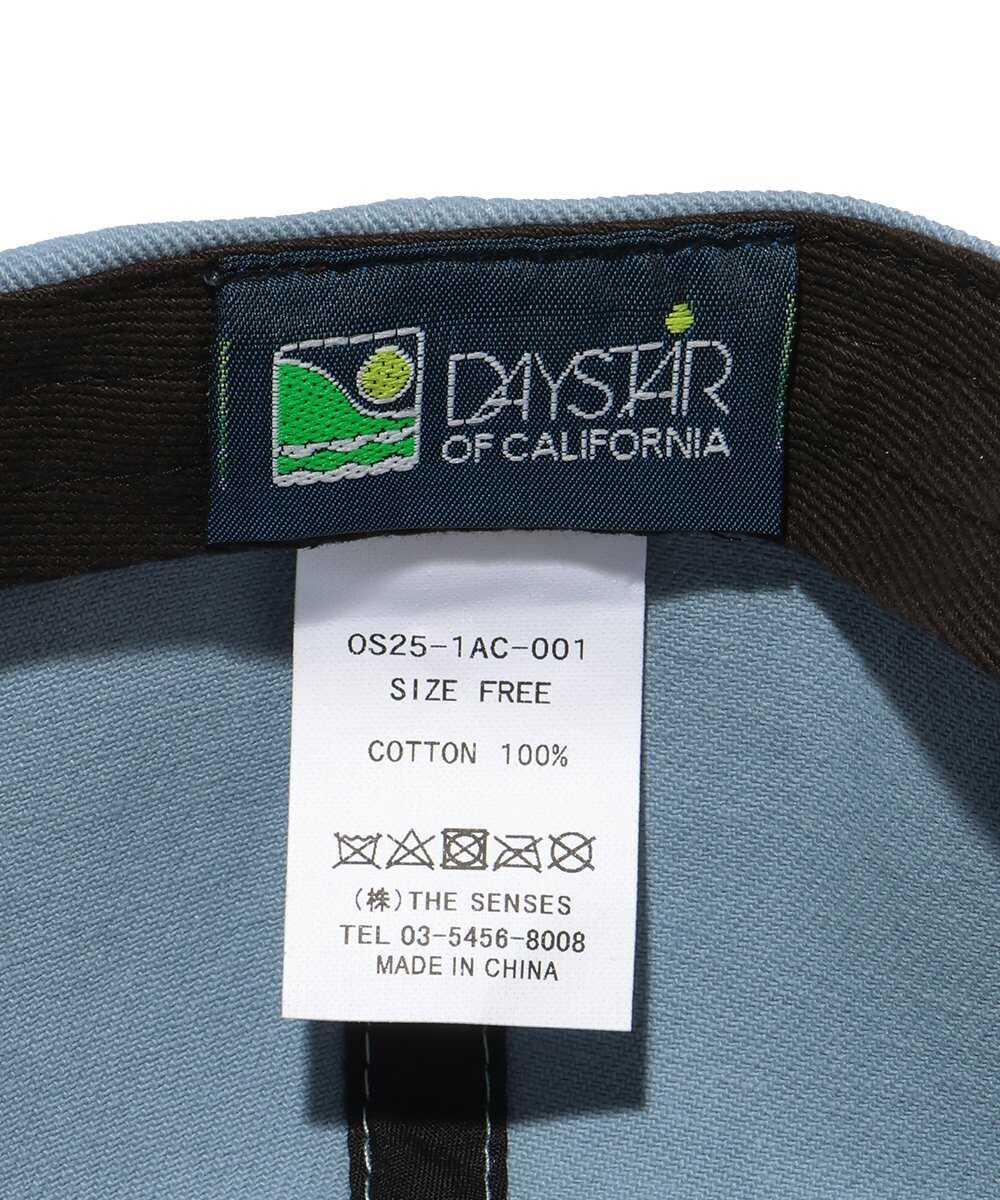 DAYSTAR
OF CALIFORNIA
OS25-1AC-001
SIZE FREE
COTTON 100%
(株)THE SENSES
TEL 03-5456-8008
MADE IN CHINA